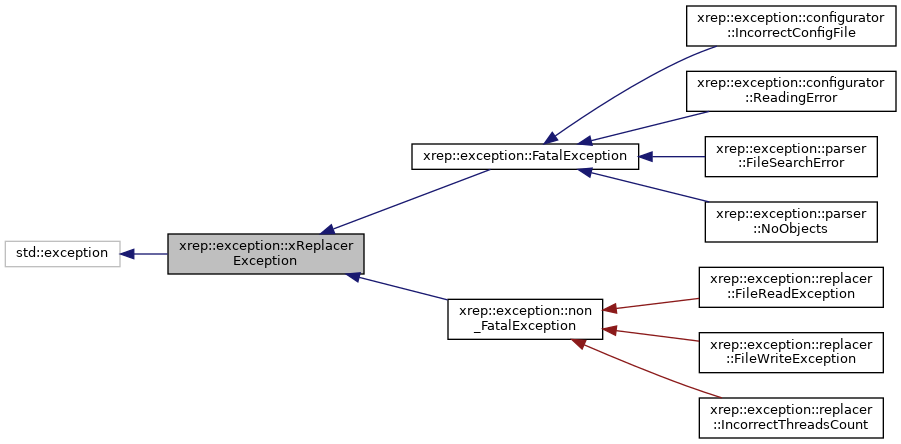 xrep::exception::configurator
::IncorrectConfigFile
xrep::exception::configurator
::ReadingError
xrep::exception::FatalException
xrep::exception::parser
::FileSearchError
xrep::exception::parser
::NoObjects
std::exception
xrep::exception::xReplacer
Exception
xrep::exception::replacer
::FileReadException
xrep::exception::non
_FatalException
xrep::exception::replacer
::FileWriteException
xrep::exception::replacer
::IncorrectThreadsCount